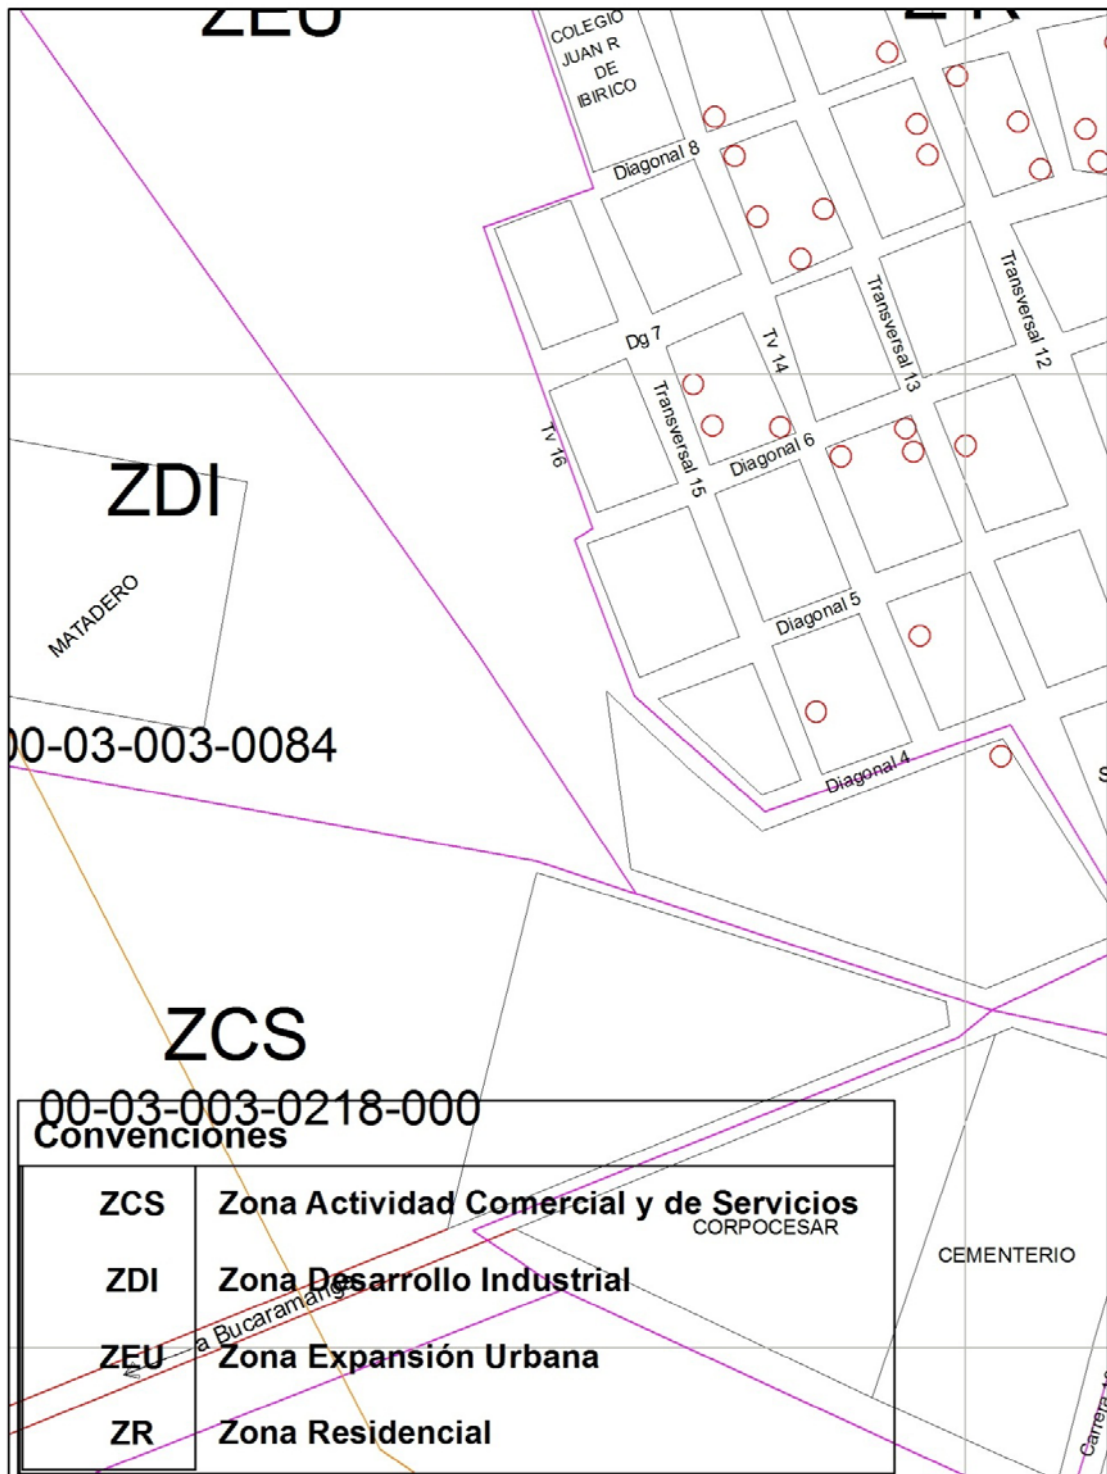 ZEU
ZR
COLEGIO
JUAN R
DE
IBIRICO
Diagonal 8
Transversal 12
Transversal 13
Dg 7
Tv 14
Transversal 15
Tv 16
Diagonal 6
ZDI
MATADERO
Diagonal 5
00-03-003-0084
Diagonal 4
S
ZCS
00-03-003-0218-000
Convenciones
ZCS Zona Actividad Comercial y de Servicios
CORPOCESAR
CEMENTERIO
ZDI Zona Desarrollo Industrial
a Bucaramanga
ZEU Zona Expansión Urbana
ZR Zona Residencial
Carrera